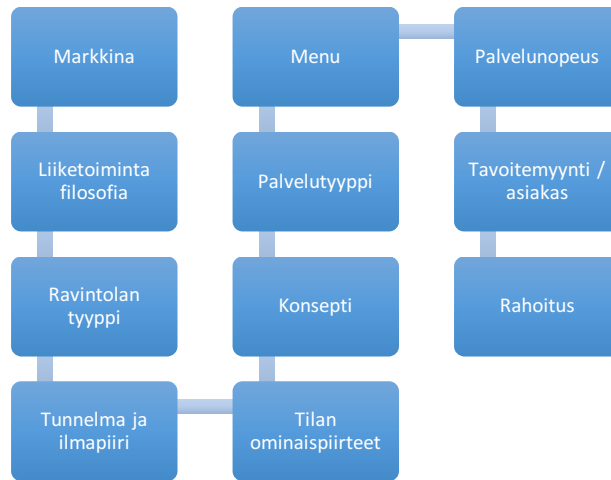 Markkina
Liiketoiminta
filosofia
Ravintolan
tyyppi
Tunnelma ja
ilmapiiri
Tilan
ominaispiirteet
Konsepti
Palvelutyyppi
Menu
Palvelunopeus
Tavoitemyynti /
asiakas
Rahoitus